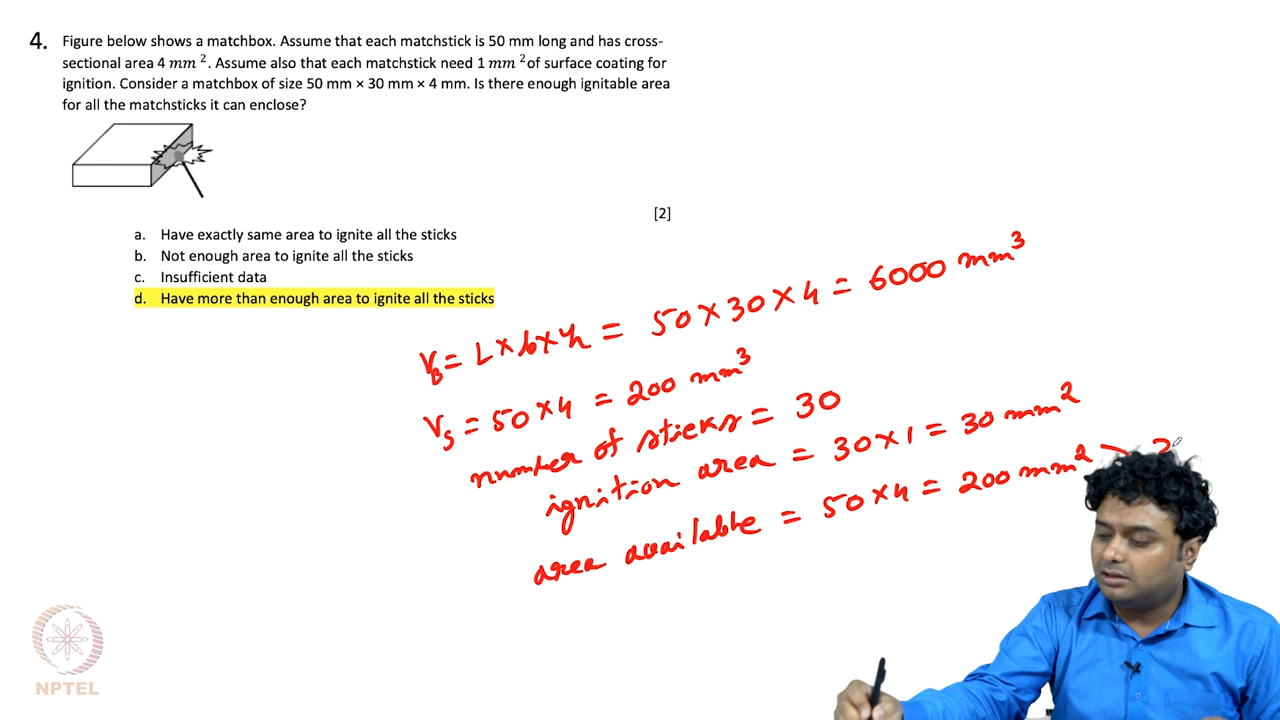 4. Figure below shows a matchbox. Assume that each matchstick is 50 mm long and has cross-
sectional area 4 mm ². Assume also that each matchstick need 1 mm ² of surface coating for
ignition. Consider a matchbox of size 50 mm × 30 mm × 4 mm. Is there enough ignitable area
for all the matchsticks it can enclose?
[2]
a. Have exactly same area to ignite all the sticks
b. Not enough area to ignite all the sticks
c. Insufficient data
d. Have more than enough area to ignite all the sticks
V_B = L × b × h = 50 × 30 × 4 = 6000 mm³
V_S = 50 × 4 = 200 mm³
number of sticks = 30
ignition area = 30 × 1 = 30 mm²
area available = 50 × 4 = 200 mm²
NPTEL